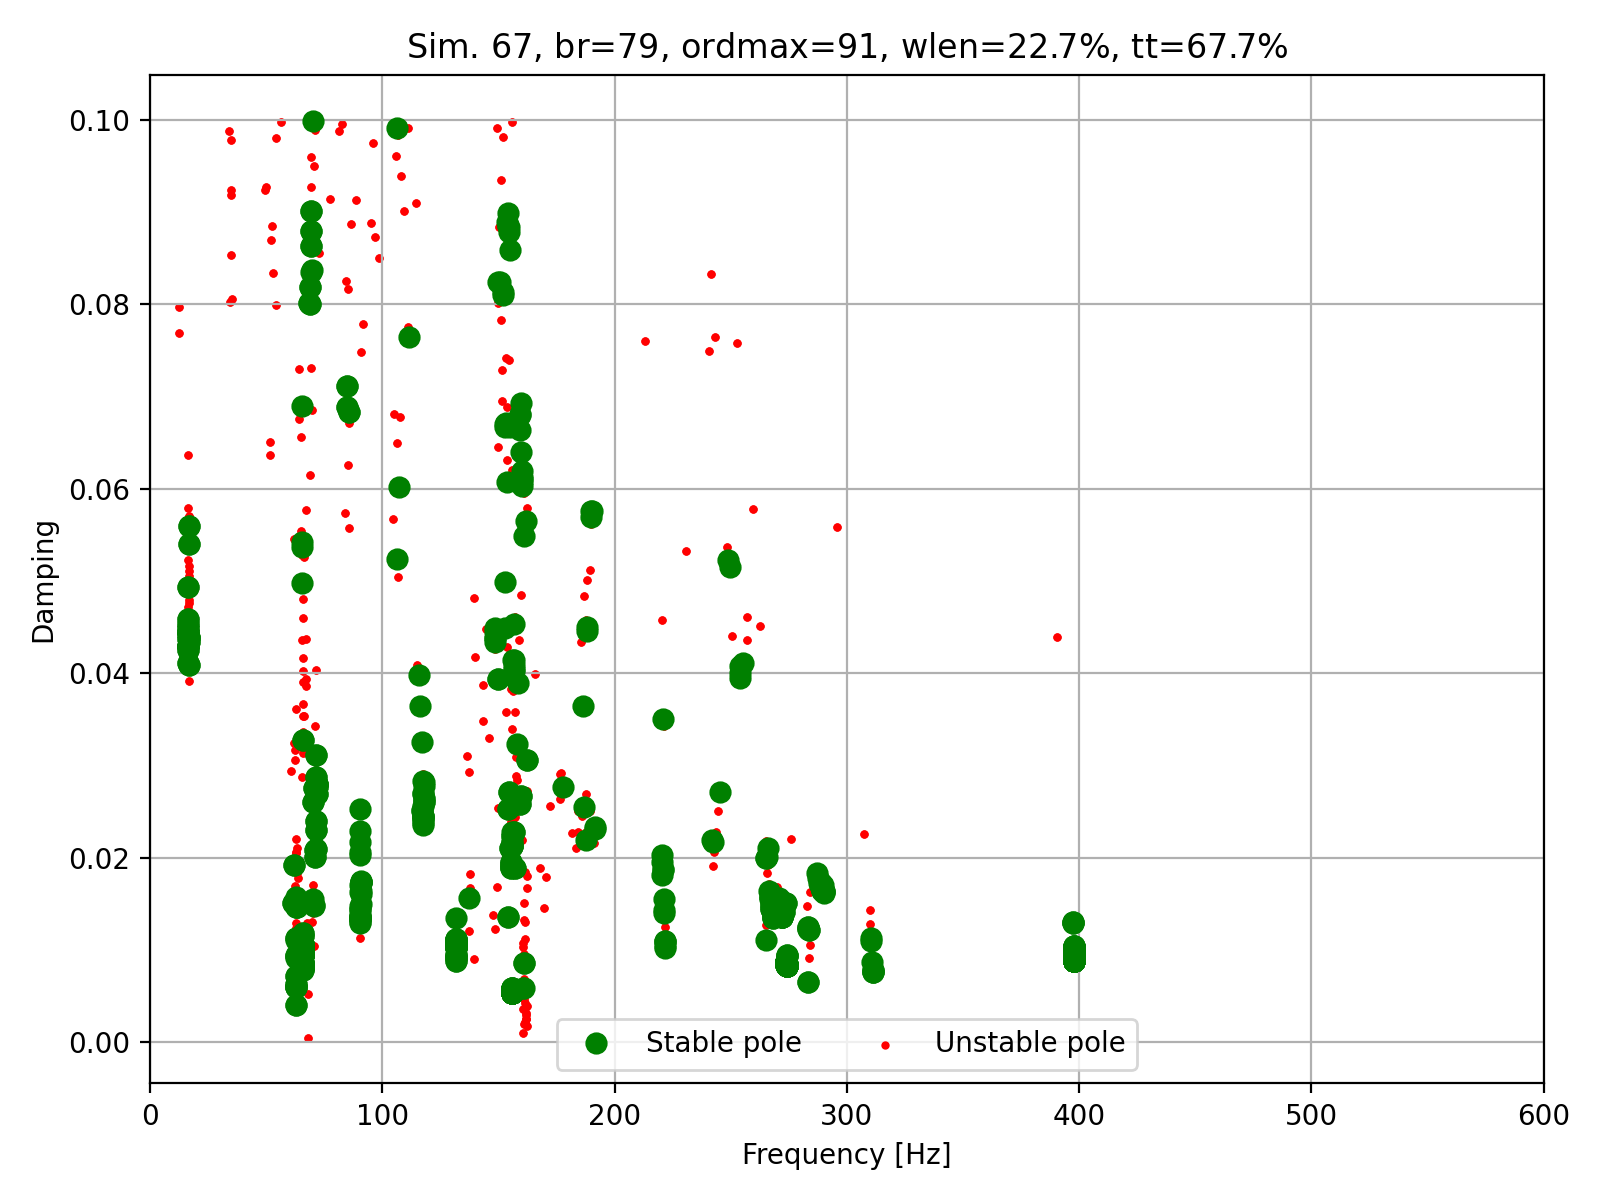 Sim. 67, br=79, ordmax=91, wlen=22.7%, tt=67.7%
0.10
0.08
0.06
0.04
0.02
0.00
Damping
Stable pole
Unstable pole
0
100
200
300
400
500
600
Frequency [Hz]